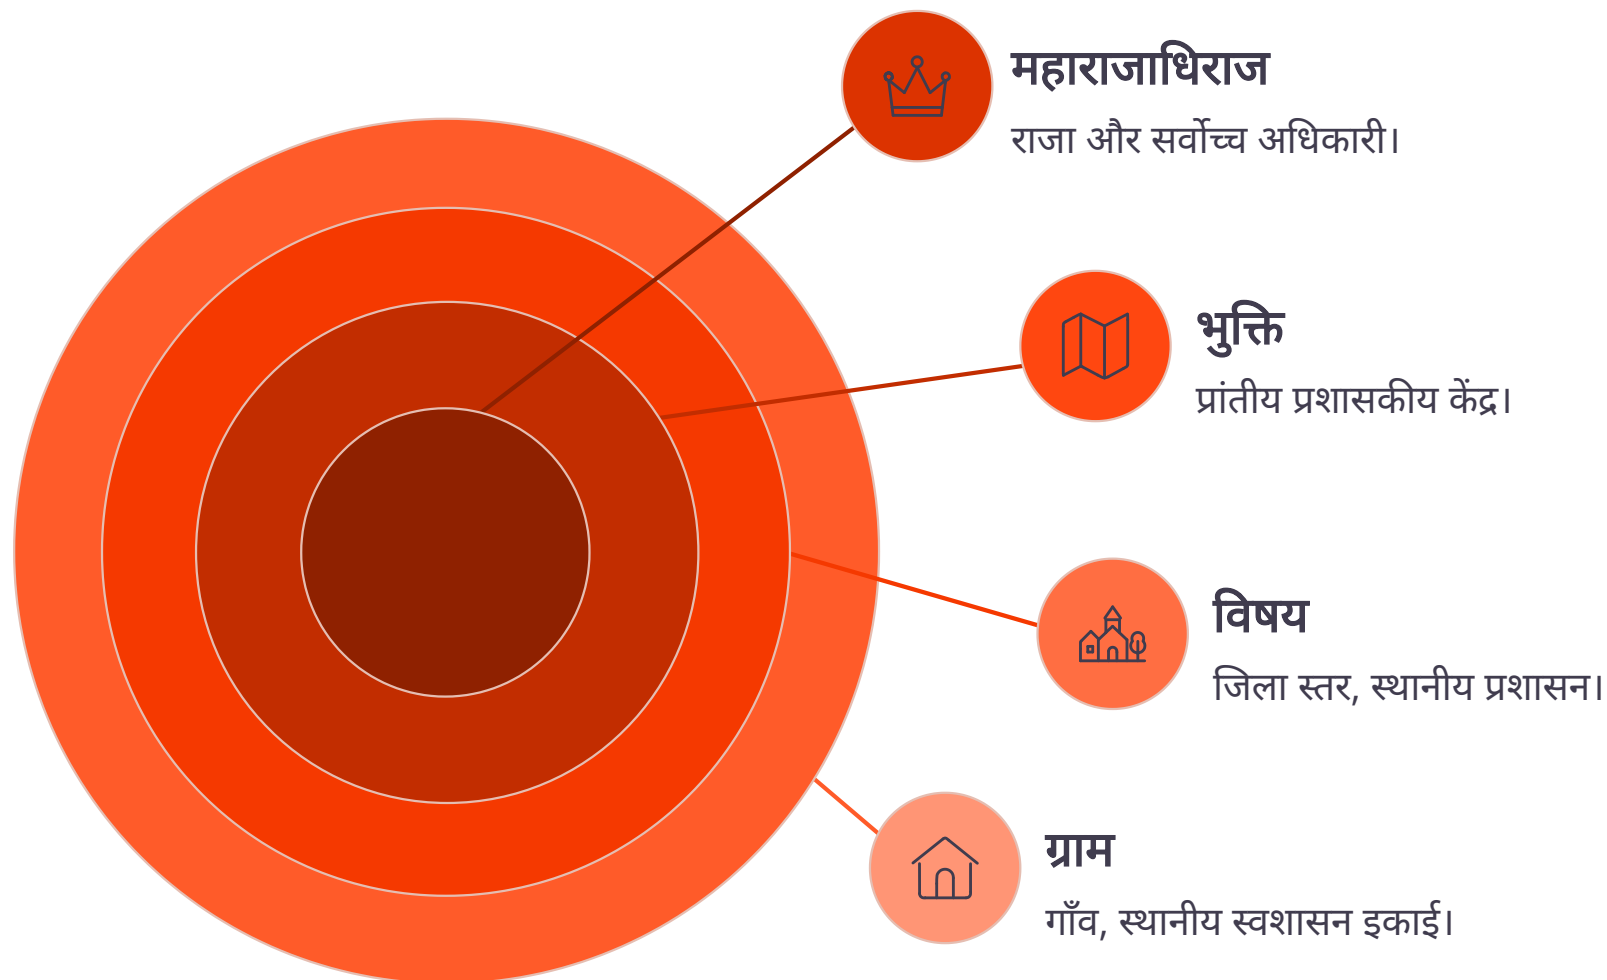 महाराजाधिराज
राजा और सर्वोच्च अधिकारी।
भुक्ति
प्रांतीय प्रशासकीय केंद्र।
विषय
जिला स्तर, स्थानीय प्रशासन।
ग्राम
गाँव, स्थानीय स्वशासन इकाई।